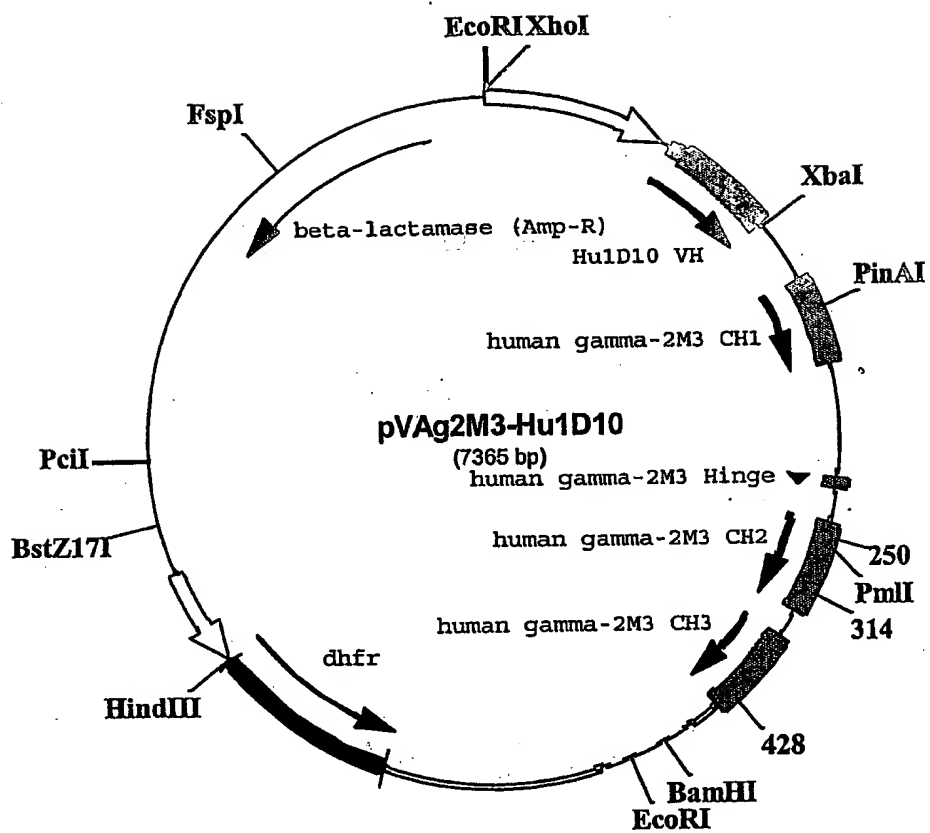 EcoRI XhoI
FspI
XbaI
beta-lactamase (Amp-R)
Hu1D10 VH
PinAI
human gamma-2M3 CH1
pVAg2M3-Hu1D10
(7365 bp)
PciI
human gamma-2M3 Hinge
BstZ17I
human gamma-2M3 CH2
250
PmlI
314
human gamma-2M3 CH3
dhfr
HindIII
428
BamHI
EcoRI